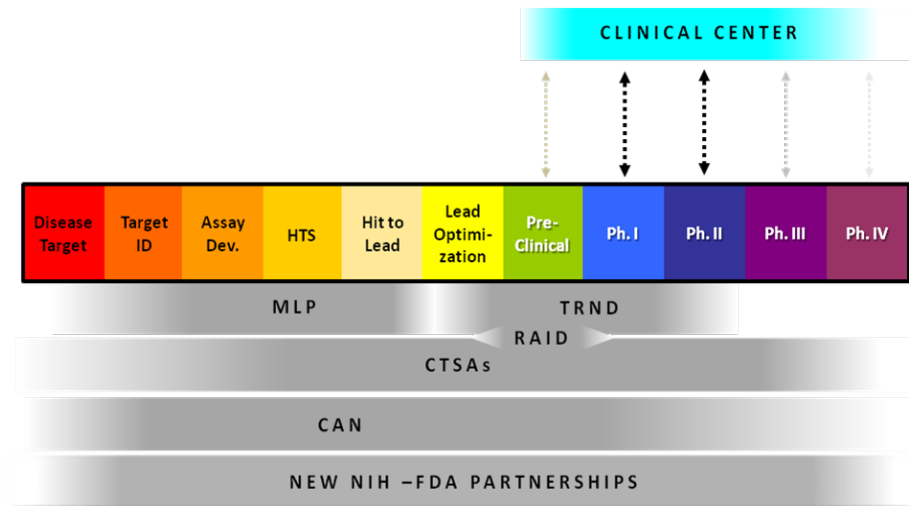 CLINICAL CENTER
Disease
Target
Target
ID
Assay
Dev.
HTS
Hit to
Lead
Lead
Optimi-
zation
Pre-
Clinical
Ph. I
Ph. II
Ph. III
Ph. IV
MLP
TRND
RAID
CTSAs
CAN
NEW NIH –FDA PARTNERSHIPS